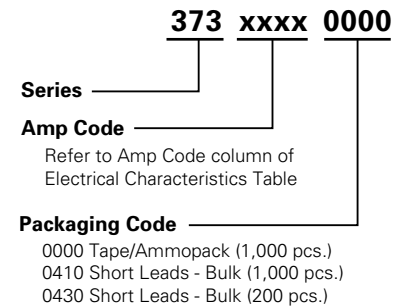 373 xxxx 0000
Series
Amp Code
Refer to Amp Code column of
Electrical Characteristics Table
Packaging Code
0000 Tape/Ammopack (1,000 pcs.)
0410 Short Leads - Bulk (1,000 pcs.)
0430 Short Leads - Bulk (200 pcs.)